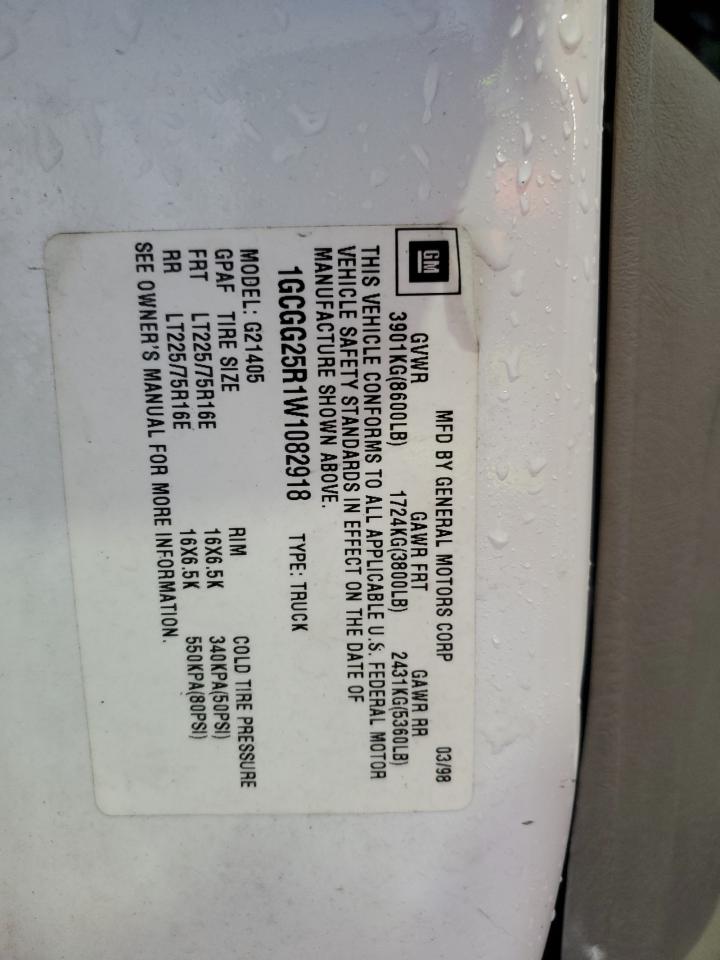 GM
MFD BY GENERAL MOTORS CORP 03/98
GVWR GAWR FRT GAWR RR
3901KG(8600LB) 1724KG(3800LB) 2431KG(5360LB)
THIS VEHICLE CONFORMS TO ALL APPLICABLE U.S. FEDERAL MOTOR
VEHICLE SAFETY STANDARDS IN EFFECT ON THE DATE OF
MANUFACTURE SHOWN ABOVE.
1GCGG25R1W1082918 TYPE: TRUCK
MODEL: G21405
GPAF TIRE SIZE RIM COLD TIRE PRESSURE
FRT LT225/75R16E 16X6.5K 340KPA(50PSI)
RR LT225/75R16E 16X6.5K 550KPA(80PSI)
SEE OWNER'S MANUAL FOR MORE INFORMATION.